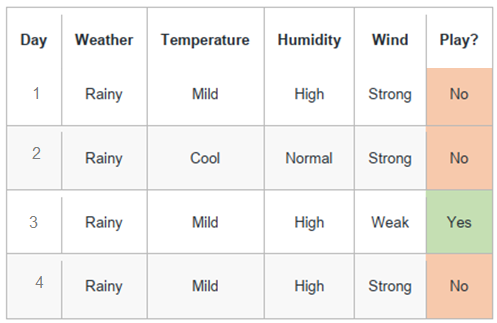 Day Weather Temperature Humidity Wind Play?
1 Rainy Mild High Strong No
2 Rainy Cool Normal Strong No
3 Rainy Mild High Weak Yes
4 Rainy Mild High Strong No